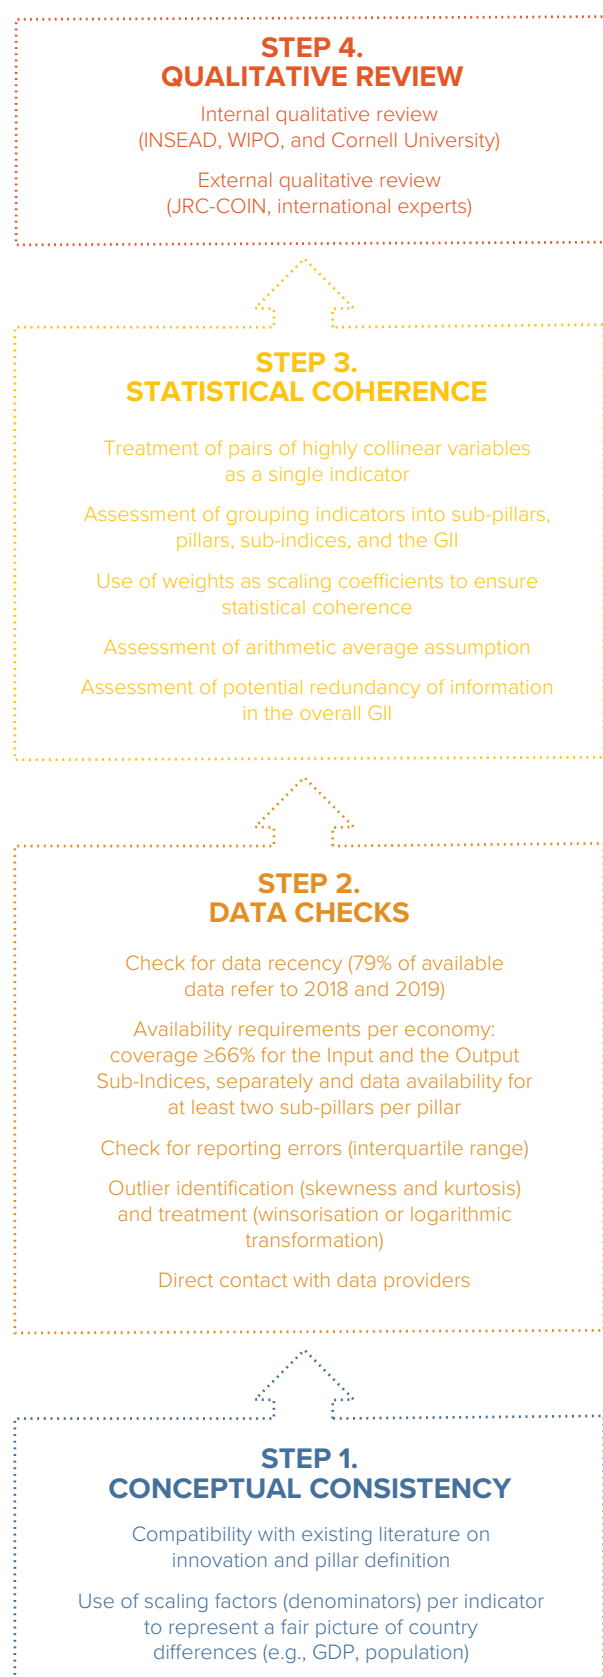 STEP 4.
QUALITATIVE REVIEW
Internal qualitative review
(INSEAD, WIPO, and Cornell University)
External qualitative review
(JRC-COIN, international experts)
STEP 3.
STATISTICAL COHERENCE
Treatment of pairs of highly collinear variables
as a single indicator
Assessment of grouping indicators into sub-pillars,
pillars, sub-indices, and the GII
Use of weights as scaling coefficients to ensure
statistical coherence
Assessment of arithmetic average assumption
Assessment of potential redundancy of information
in the overall GII
STEP 2.
DATA CHECKS
Check for data recency (79% of available
data refer to 2018 and 2019)
Availability requirements per economy:
coverage ≥66% for the Input and the Output
Sub-Indices, separately and data availability for
at least two sub-pillars per pillar
Check for reporting errors (interquartile range)
Outlier identification (skewness and kurtosis)
and treatment (winsorisation or logarithmic
transformation)
Direct contact with data providers
STEP 1.
CONCEPTUAL CONSISTENCY
Compatibility with existing literature on
innovation and pillar definition
Use of scaling factors (denominators) per indicator
to represent a fair picture of country
differences (e.g., GDP, population)